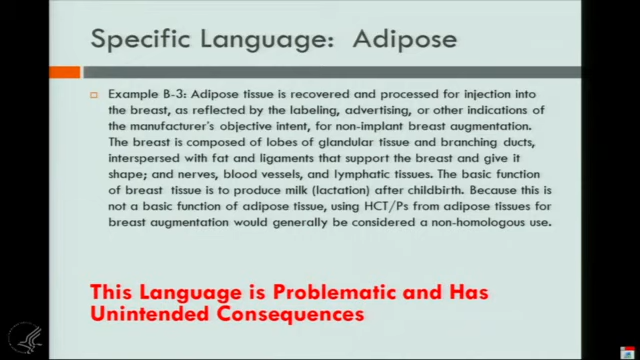 Specific Language: Adipose
Example B-3: Adipose tissue is recovered and processed for injection into
the breast, as reflected by the labeling, advertising, or other indications of
the manufacturer's objective intent, for non-implant breast augmentation.
The breast is composed of lobes of glandular tissue and branching ducts,
interspersed with fat and ligaments that support the breast and give it
shape; and nerves, blood vessels, and lymphatic tissues. The basic function
of breast tissue is to produce milk (lactation) after childbirth. Because this is
not a basic function of adipose tissue, using HCT/Ps from adipose tissues for
breast augmentation would generally be considered a non-homologous use.
This Language is Problematic and Has
Unintended Consequences